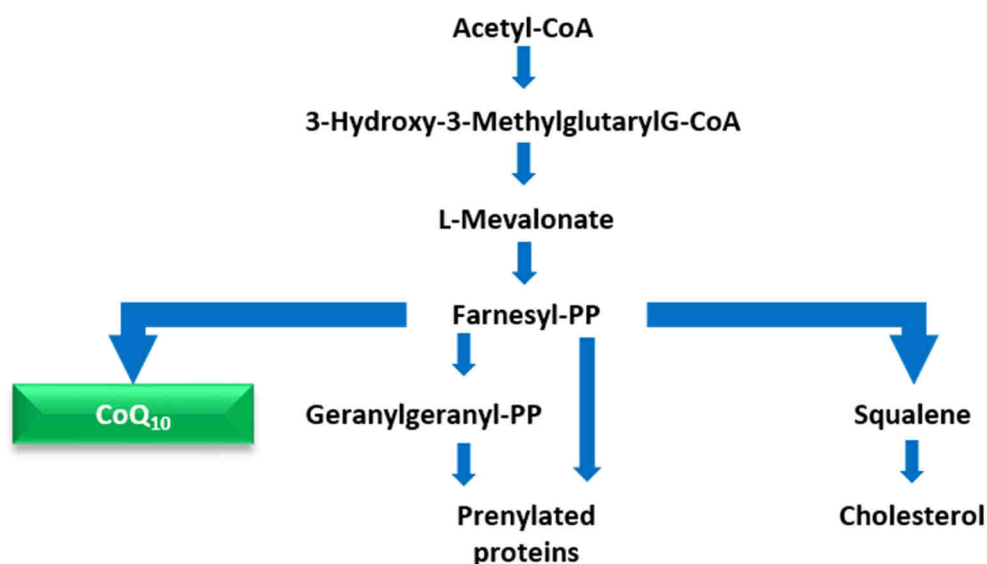 Acetyl-CoA
3-Hydroxy-3-MethylglutarylG-CoA
L-Mevalonate
Farnesyl-PP
CoQ₁₀
Geranylgeranyl-PP
Squalene
Prenylated
proteins
Cholesterol